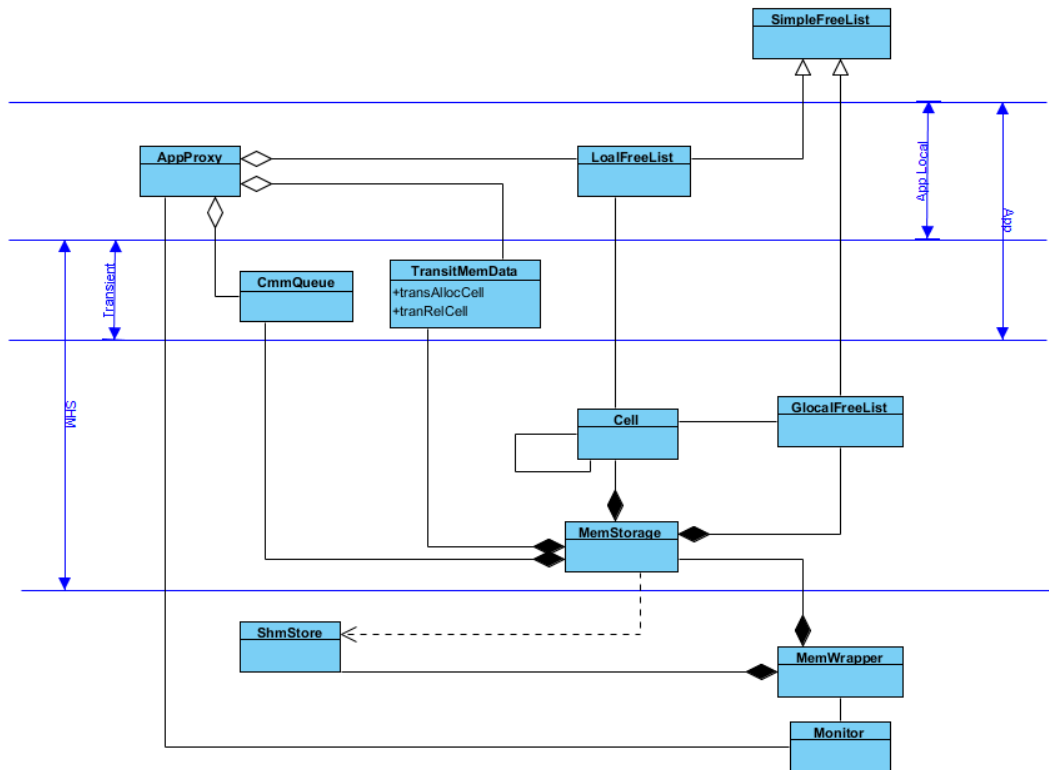 SimpleFreeList
AppProxy
LoalFreeList
App Local
App
Transient
CmmQueue
TransitMemData
+transAllocCell
+tranRelCell
SHM
Cell
GlocalFreeList
MemStorage
ShmStore
MemWrapper
Monitor